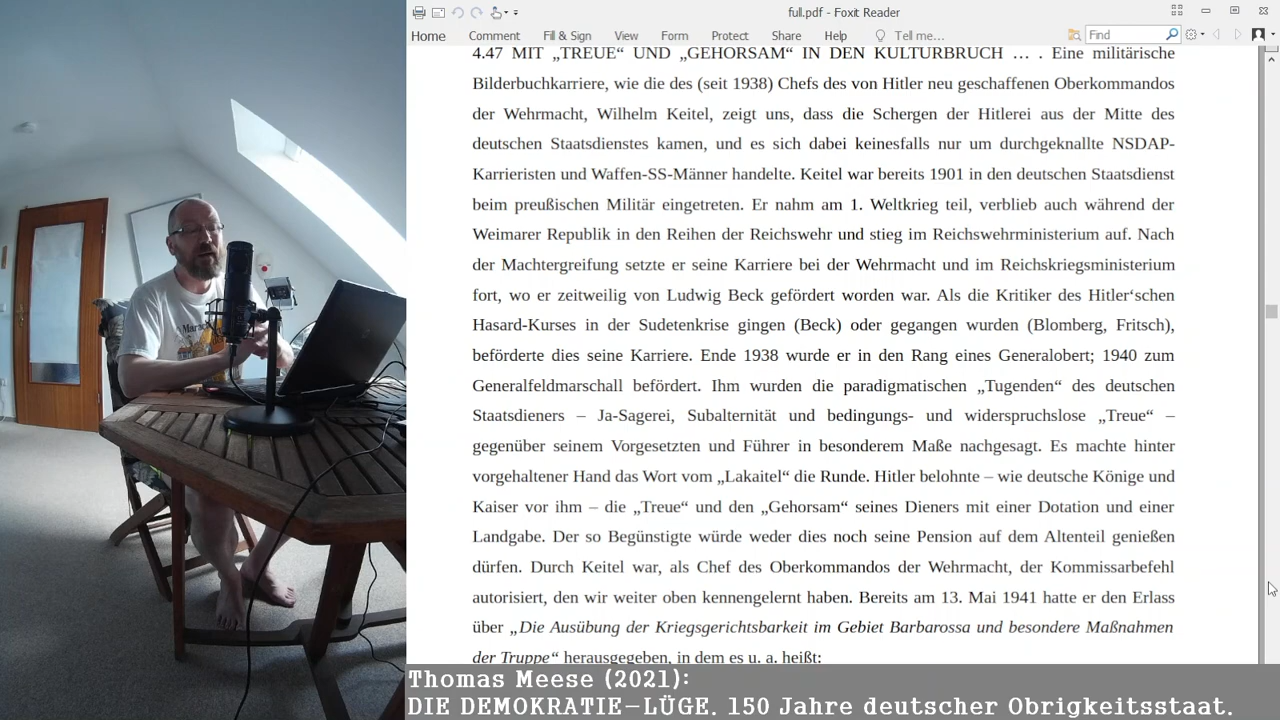 full.pdf - Foxit Reader
Home Comment Fill & Sign View Form Protect Share Help Tell me... Find
4.47 MIT „TREUE“ UND „GEHORSAM“ IN DEN KULTURBRUCH … . Eine militärische
Bilderbuchkarriere, wie die des (seit 1938) Chefs des von Hitler neu geschaffenen Oberkommandos
der Wehrmacht, Wilhelm Keitel, zeigt uns, dass die Schergen der Hitlerei aus der Mitte des
deutschen Staatsdienstes kamen, und es sich dabei keinesfalls nur um durchgeknallte NSDAP-
Karrieristen und Waffen-SS-Männer handelte. Keitel war bereits 1901 in den deutschen Staatsdienst
beim preußischen Militär eingetreten. Er nahm am 1. Weltkrieg teil, verblieb auch während der
Weimarer Republik in den Reihen der Reichswehr und stieg im Reichswehrministerium auf. Nach
der Machtergreifung setzte er seine Karriere bei der Wehrmacht und im Reichskriegsministerium
fort, wo er zeitweilig von Ludwig Beck gefördert worden war. Als die Kritiker des Hitler‘schen
Hasard-Kurses in der Sudetenkrise gingen (Beck) oder gegangen wurden (Blomberg, Fritsch),
beförderte dies seine Karriere. Ende 1938 wurde er in den Rang eines Generalobert; 1940 zum
Generalfeldmarschall befördert. Ihm wurden die paradigmatischen „Tugenden“ des deutschen
Staatsdieners – Ja-Sagerei, Subalternität und bedingungs- und widerspruchslose „Treue“ –
gegenüber seinem Vorgesetzten und Führer in besonderem Maße nachgesagt. Es machte hinter
vorgehaltener Hand das Wort vom „Lakaitel“ die Runde. Hitler belohnte – wie deutsche Könige und
Kaiser vor ihm – die „Treue“ und den „Gehorsam“ seines Dieners mit einer Dotation und einer
Landgabe. Der so Begünstigte würde weder dies noch seine Pension auf dem Altenteil genießen
dürfen. Durch Keitel war, als Chef des Oberkommandos der Wehrmacht, der Kommissarbefehl
autorisiert, den wir weiter oben kennengelernt haben. Bereits am 13. Mai 1941 hatte er den Erlass
über „Die Ausübung der Kriegsgerichtsbarkeit im Gebiet Barbarossa und besondere Maßnahmen
der Truppe“ herausgegeben, in dem es u. a. heißt:
Thomas Meese (2021):
DIE DEMOKRATIE-LÜGE. 150 Jahre deutscher Obrigkeitsstaat.